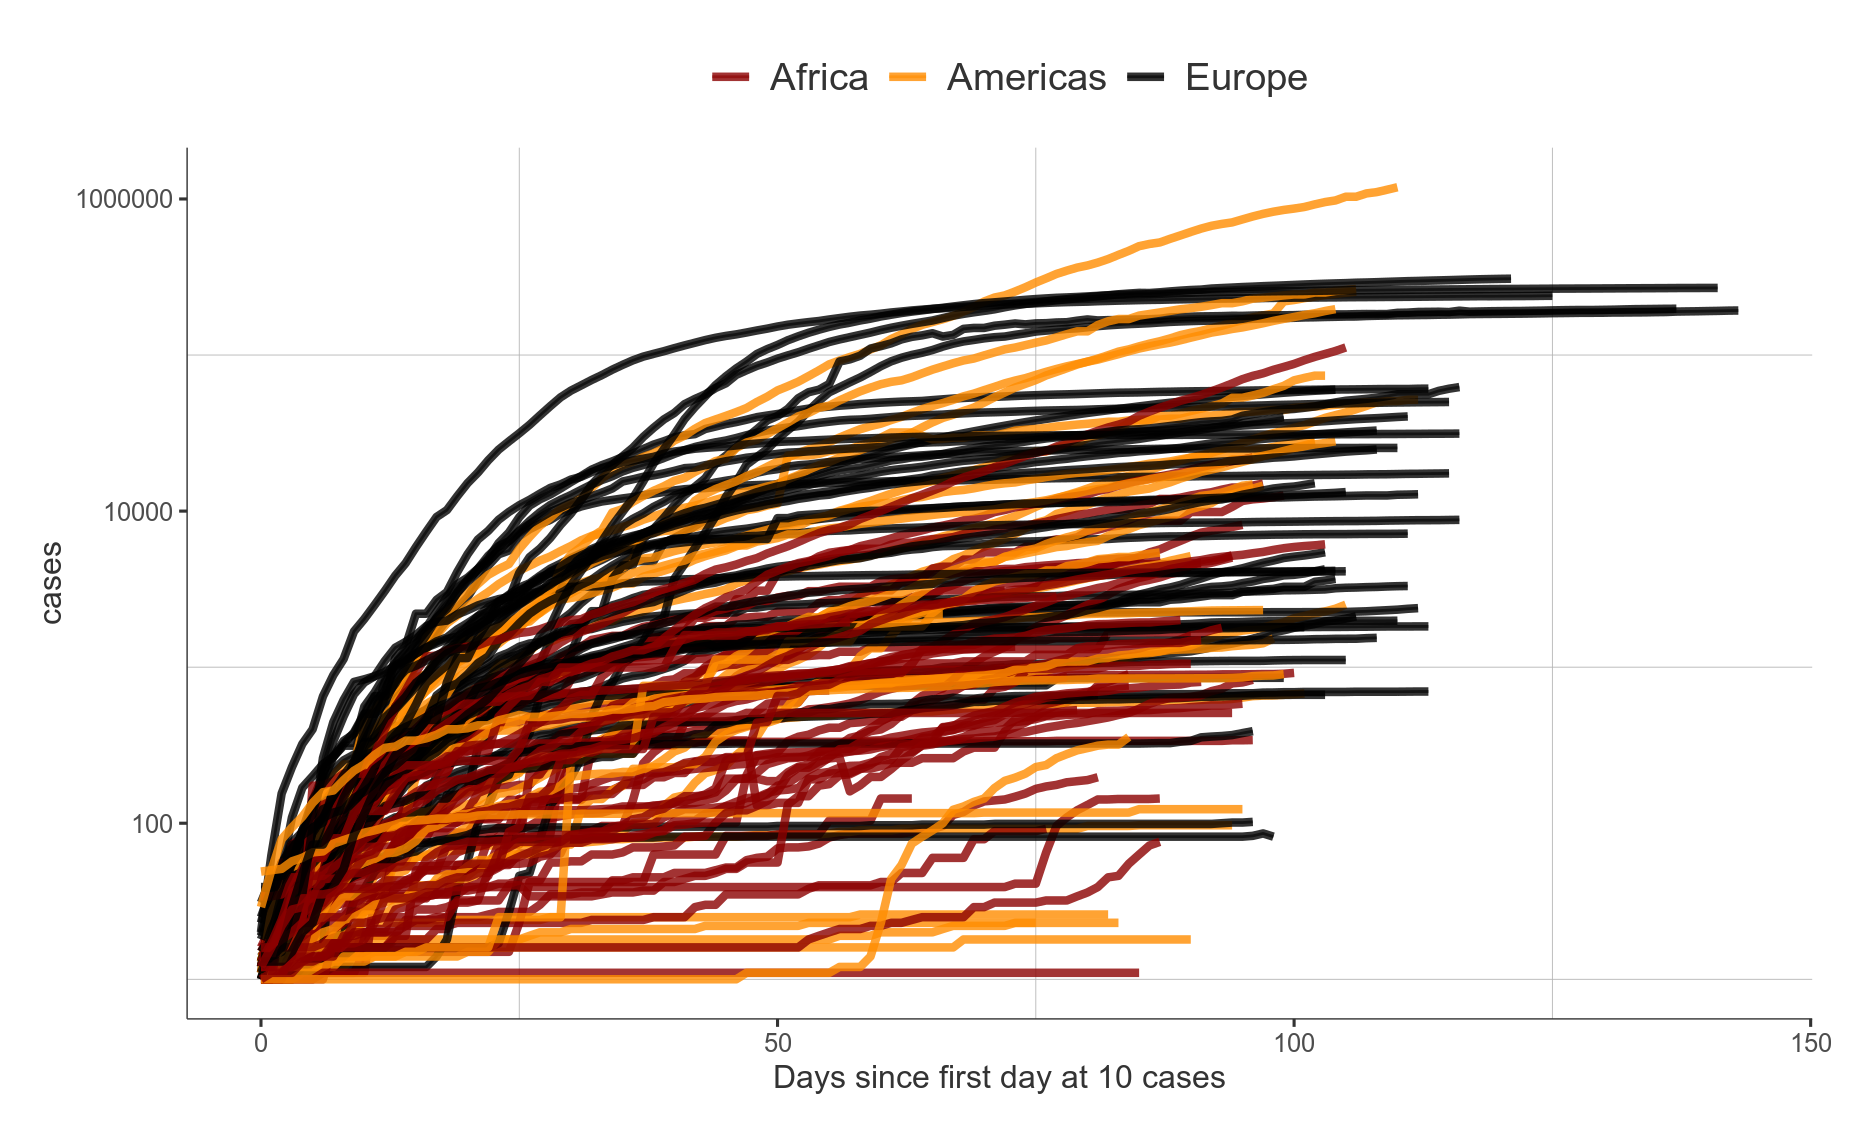 Africa Americas Europe
1000000
10000
100
cases
0 50 100 150
Days since first day at 10 cases